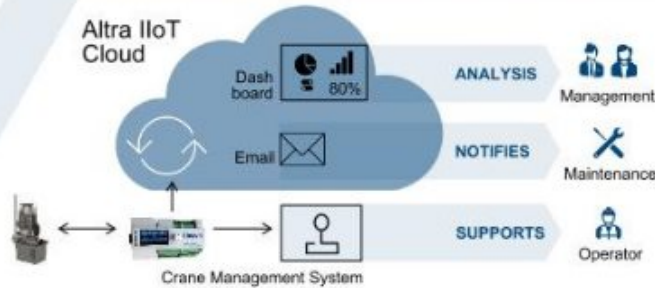 Altra IIoT
Cloud
Dash
board
80%
ANALYSIS
Management
Email
NOTIFIES
Maintenance
SUPPORTS
Operator
Crane Management System